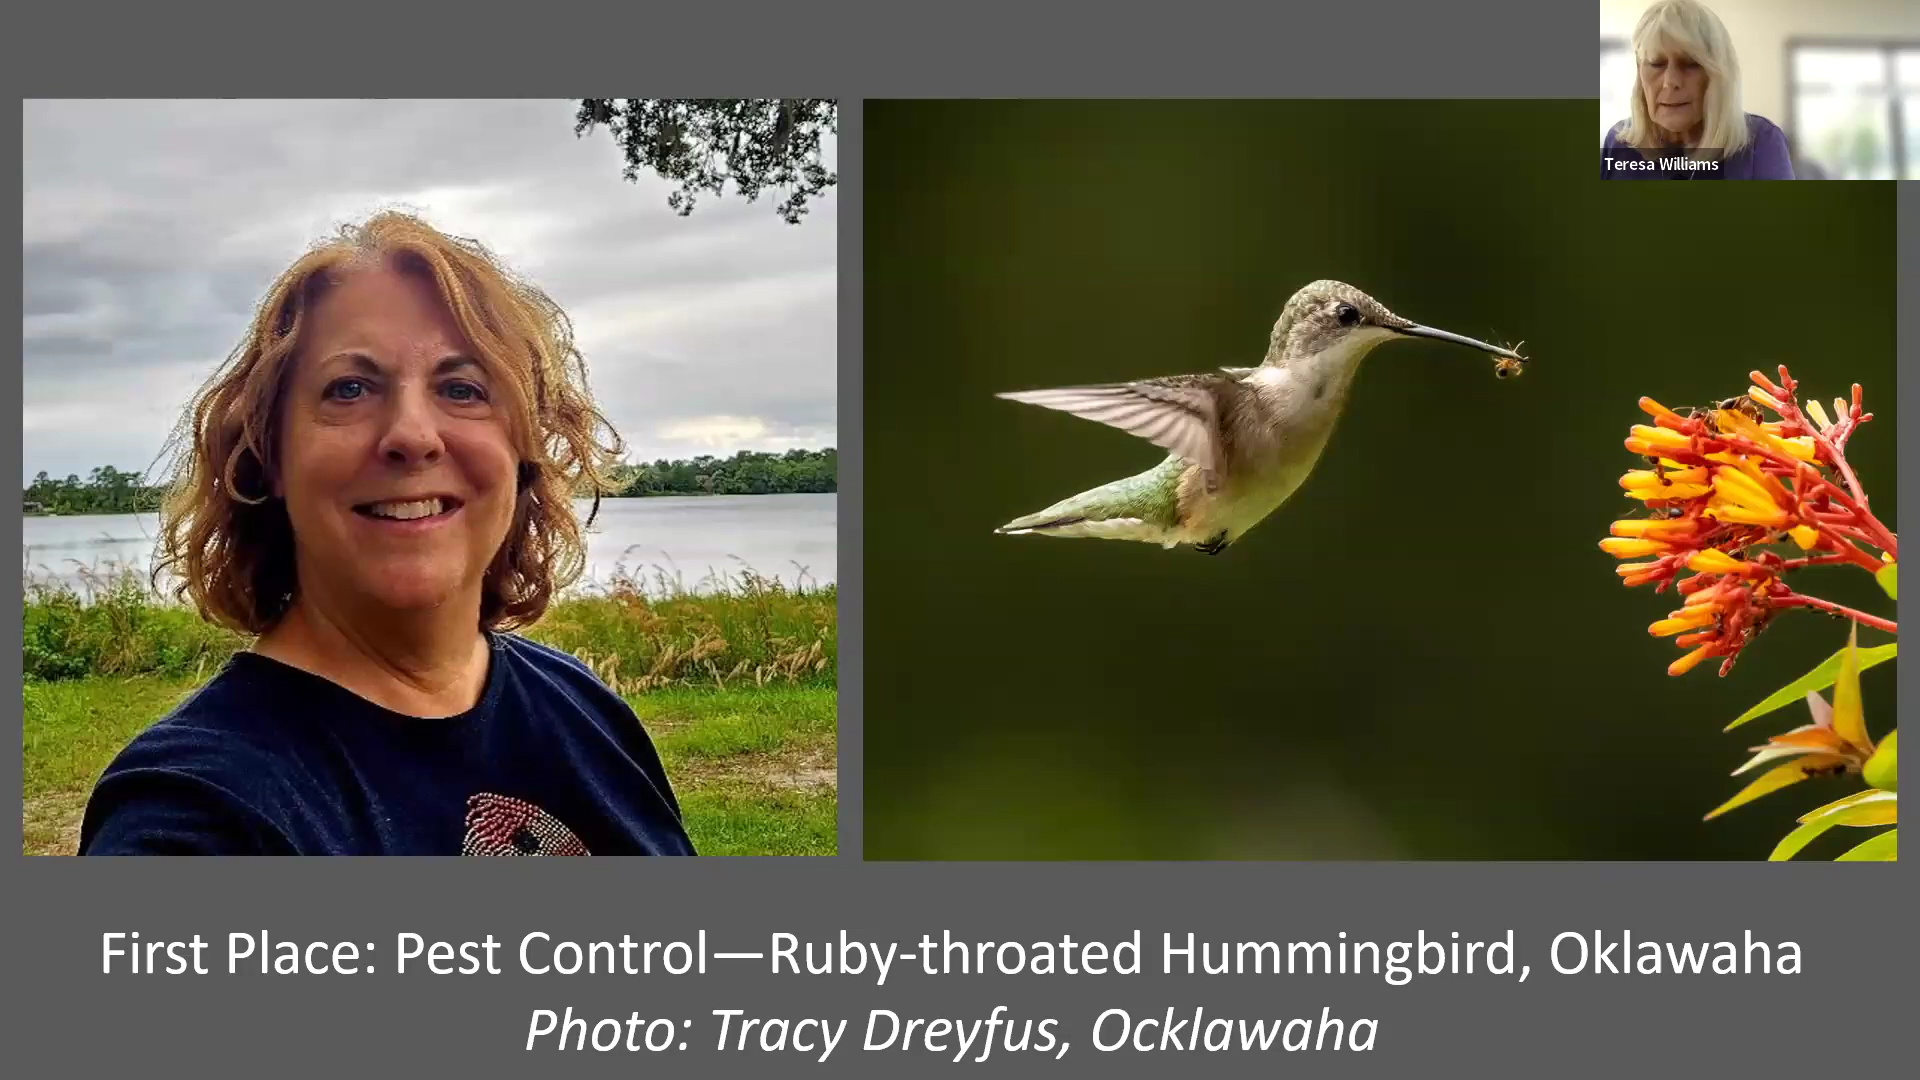 Teresa Williams
First Place: Pest Control—Ruby-throated Hummingbird, Oklawaha
Photo: Tracy Dreyfus, Ocklawaha